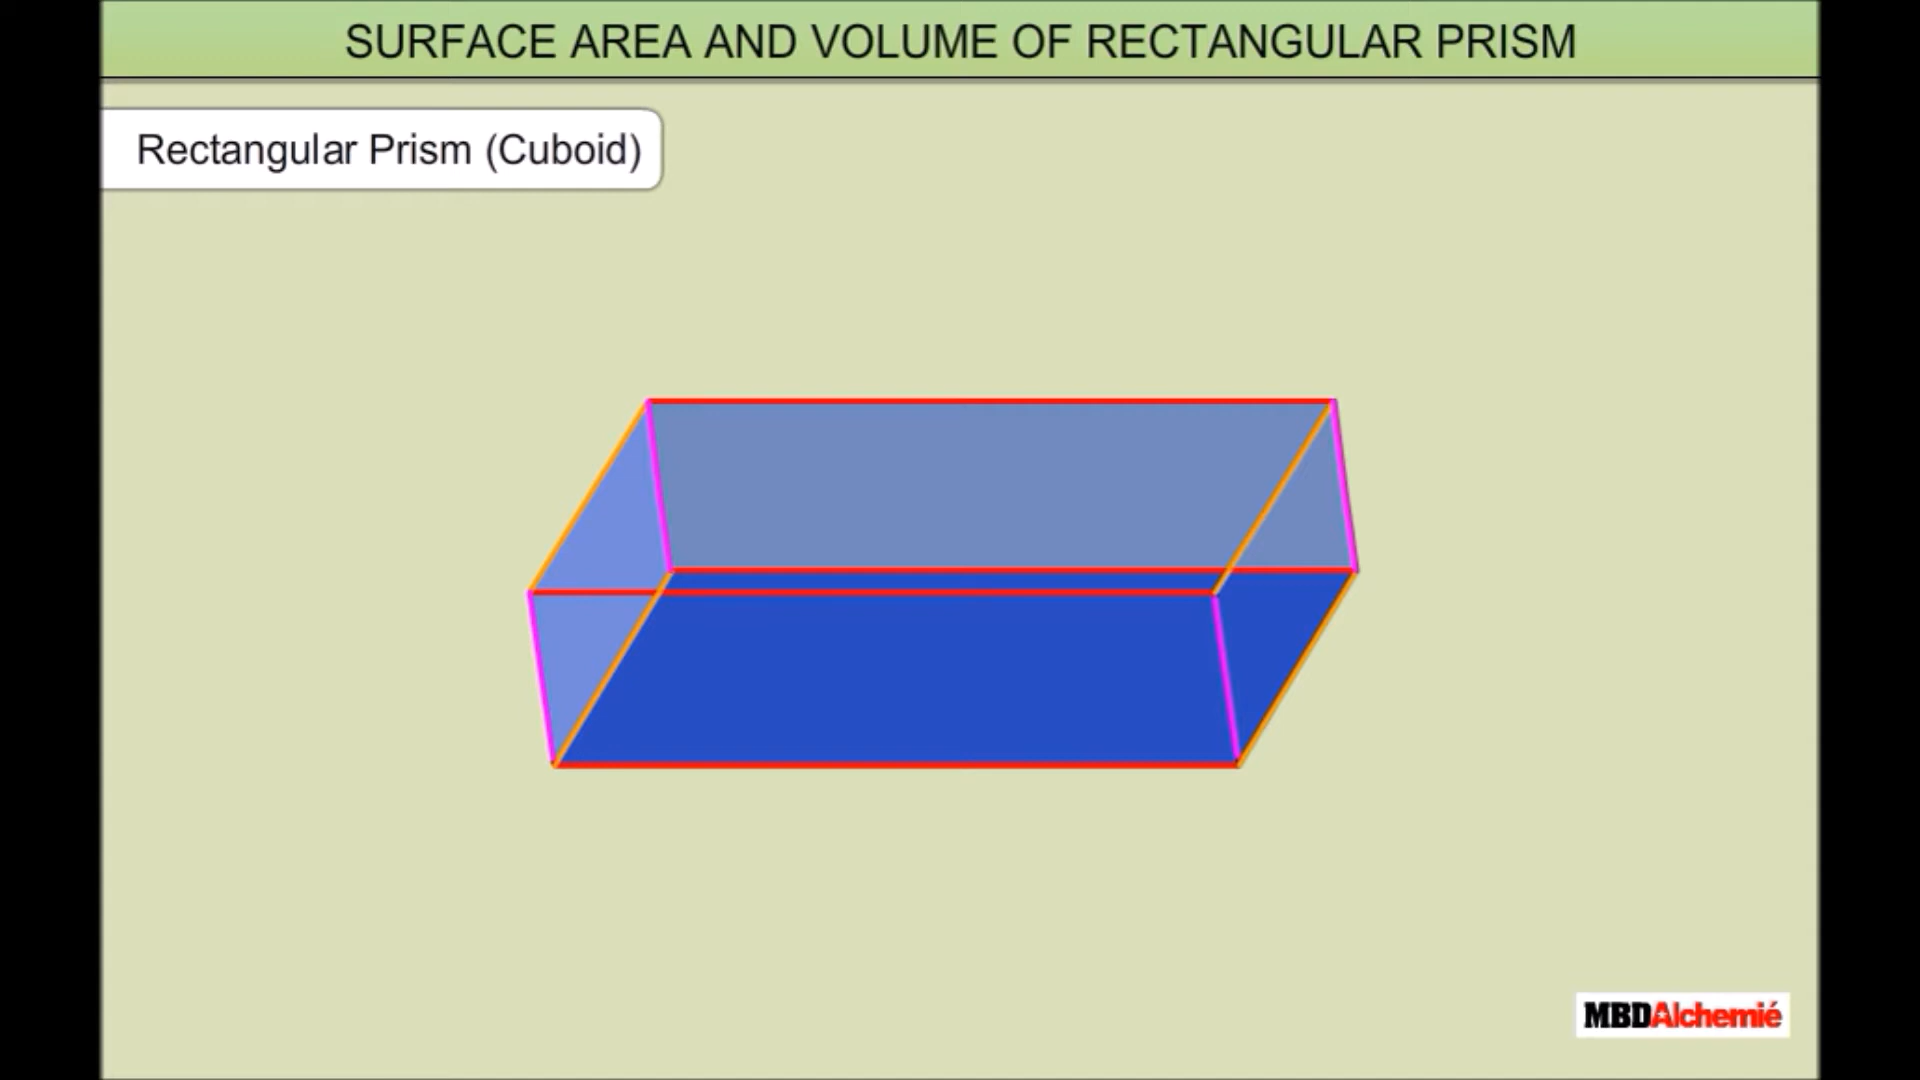 SURFACE AREA AND VOLUME OF RECTANGULAR PRISM
Rectangular Prism (Cuboid)
MBDAlchemié